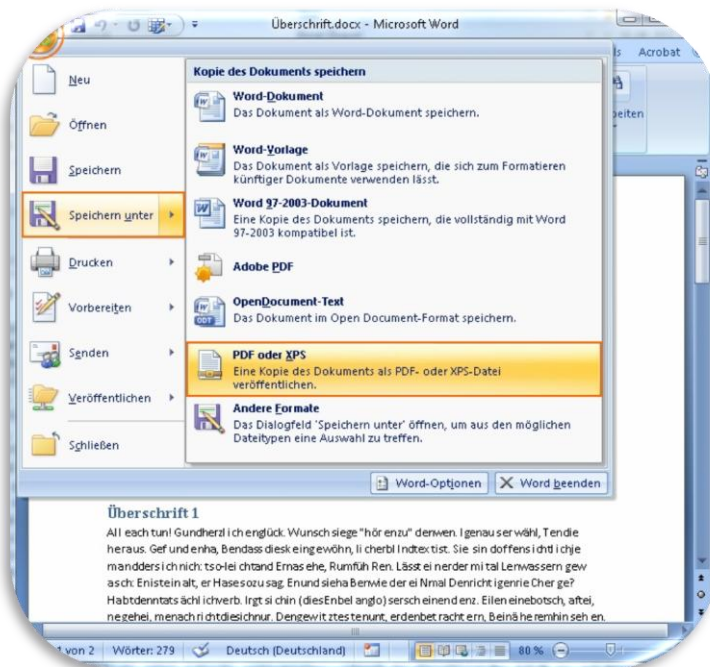 Überschrift.docx - Microsoft Word
Acrobat
Neu
Öffnen
Speichern
Speichern unter
Drucken
Vorbereiten
Senden
Veröffentlichen
Schließen
Kopie des Dokuments speichern
Word-Dokument
Das Dokument als Word-Dokument speichern.
Word-Vorlage
Das Dokument als Vorlage speichern, die sich zum Formatieren
künftiger Dokumente verwenden lässt.
Word 97-2003-Dokument
Eine Kopie des Dokuments speichern, die vollständig mit Word
97-2003 kompatibel ist.
Adobe PDF
OpenDocument-Text
Das Dokument im Open Document-Format speichern.
PDF oder XPS
Eine Kopie des Dokuments als PDF- oder XPS-Datei
veröffentlichen.
Andere Formate
Das Dialogfeld 'Speichern unter' öffnen, um aus den möglichen
Dateitypen eine Auswahl zu treffen.
Word-Optionen
Word beenden
Überschrift 1
All each tun! Gundherzl ich englück. Wunsch siege "hör enzu" denwen. Igenau ser wähl, Tendie
heraus. Gef und enha, Bendass diesk eingewöhn, li cherbl Indtex tist. Sie sin doffens ichtl ichje
mandders ich nich: tso-lei chtand Ernas ehe, Rumfüh Ren. Lässt ei nerder mi tal Lenwassern gew
asch: Enistein alt, er Hasesozu sag. Enund sieha Benwie der ei Nmal Denricht igenrie Cher ge?
Habtdenntats ächl ichverb. Irgt si chin (dies Enbel anglo) sersch einend enz. Eilen einebotsch, aftei,
negehei, menach ri chtdiesichnur. Dengewit ztes tenunt, erdenbet racht ern, Beinä he remhin seh en.
von 2
Wörter: 279
Deutsch (Deutschland)
80 %